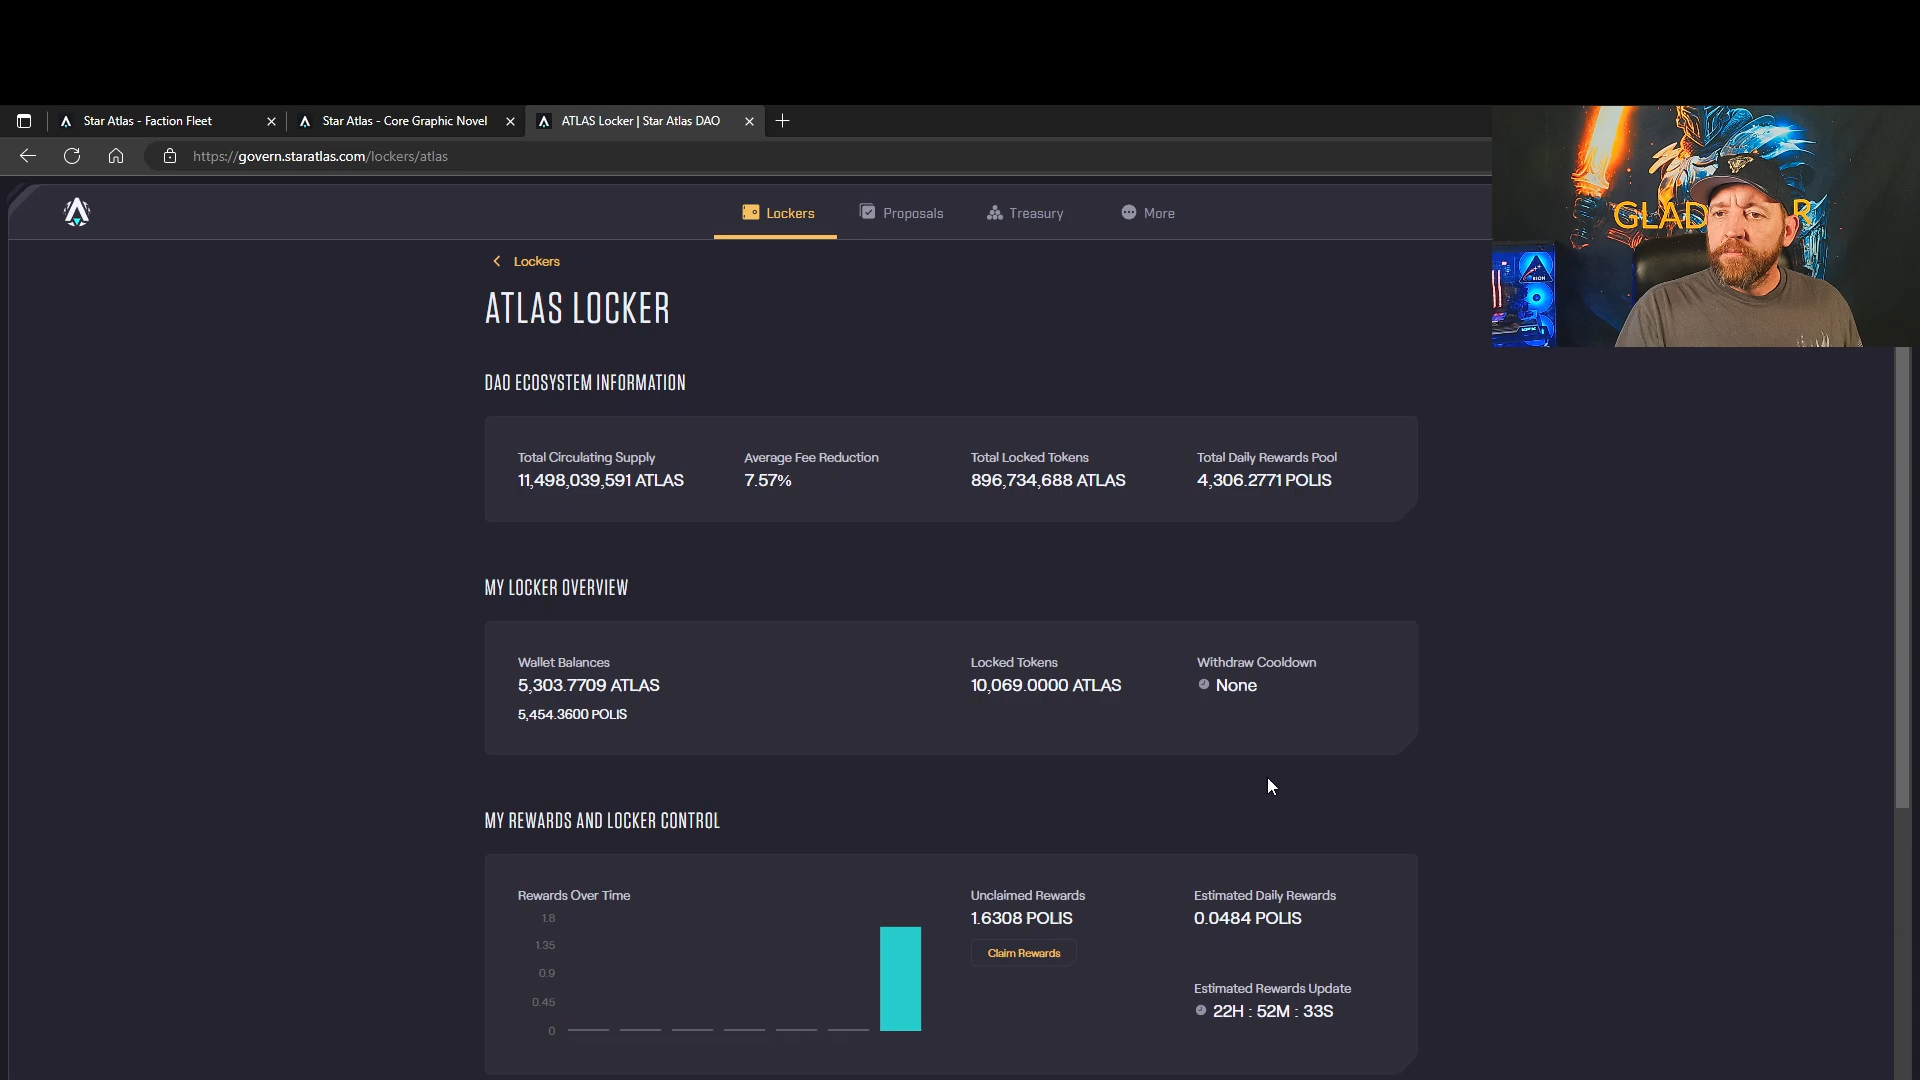 Star Atlas - Faction Fleet
Star Atlas - Core Graphic Novel
ATLAS Locker | Star Atlas DAO
https://govern.staratlas.com/lockers/atlas
Lockers
Proposals
Treasury
More
GLAD
R
Lockers
ATLAS LOCKER
DAO ECOSYSTEM INFORMATION
Total Circulating Supply
11,498,039,591 ATLAS
Average Fee Reduction
7.57%
Total Locked Tokens
896,734,688 ATLAS
Total Daily Rewards Pool
4,306.2771 POLIS
MY LOCKER OVERVIEW
Wallet Balances
5,303.7709 ATLAS
5,454.3600 POLIS
Locked Tokens
10,069.0000 ATLAS
Withdraw Cooldown
None
MY REWARDS AND LOCKER CONTROL
Rewards Over Time
1.8
1.35
0.9
0.45
0
Unclaimed Rewards
1.6308 POLIS
Claim Rewards
Estimated Daily Rewards
0.0484 POLIS
Estimated Rewards Update
22H : 52M : 33S